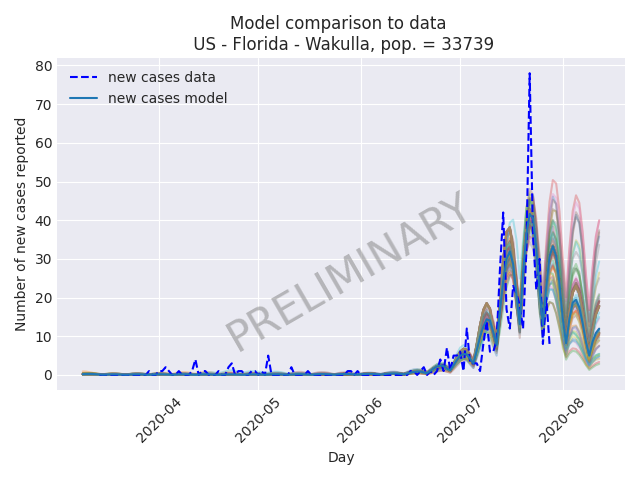 Model comparison to data
US - Florida - Wakulla, pop. = 33739
new cases data
new cases model
PRELIMINARY
Number of new cases reported
80
70
60
50
40
30
20
10
0
2020-04
2020-05
2020-06
2020-07
2020-08
Day